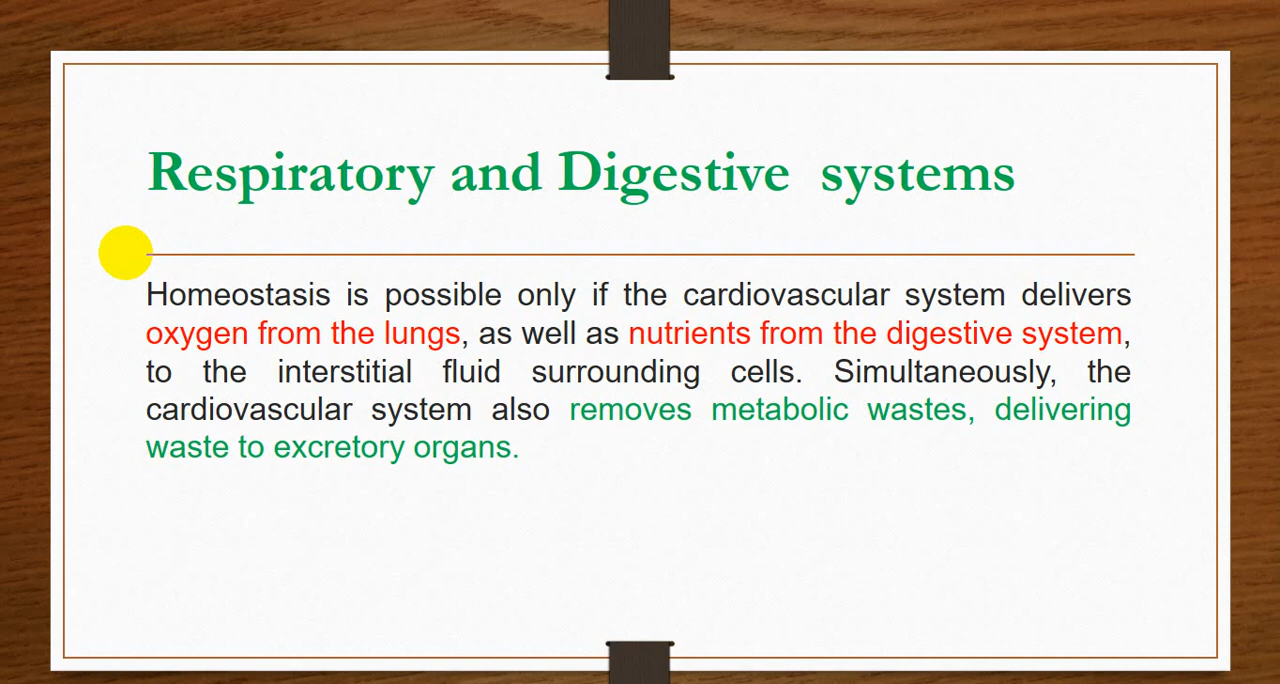 Respiratory and Digestive systems
Homeostasis is possible only if the cardiovascular system delivers
oxygen from the lungs, as well as nutrients from the digestive system,
to the interstitial fluid surrounding cells. Simultaneously, the
cardiovascular system also removes metabolic wastes, delivering
waste to excretory organs.